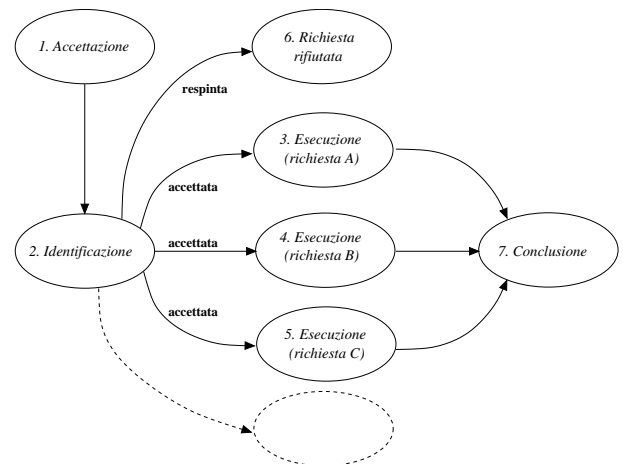 1. Accettazione
6. Richiesta
rifiutata
respinta
3. Esecuzione
(richiesta A)
accettata
2. Identificazione
accettata
4. Esecuzione
(richiesta B)
7. Conclusione
accettata
5. Esecuzione
(richiesta C)